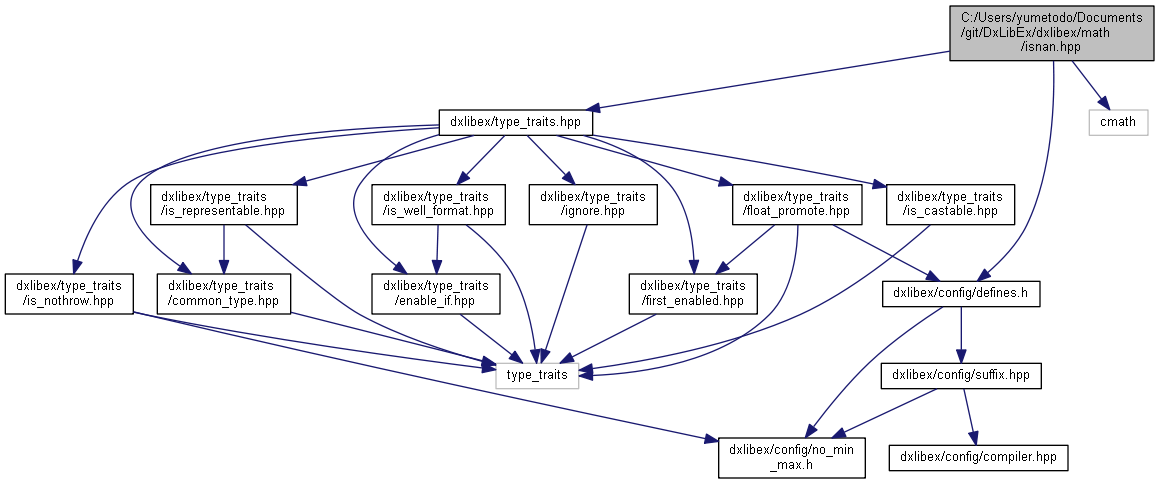 C:/Users/yumetodo/Documents
/git/DxLibEx/dxlibex/math
/isnan.hpp
dxlibex/type_traits.hpp
cmath
dxlibex/type_traits
/is_representable.hpp
dxlibex/type_traits
/is_well_format.hpp
dxlibex/type_traits
/ignore.hpp
dxlibex/type_traits
/float_promote.hpp
dxlibex/type_traits
/is_castable.hpp
dxlibex/type_traits
/is_nothrow.hpp
dxlibex/type_traits
/common_type.hpp
dxlibex/type_traits
/enable_if.hpp
dxlibex/type_traits
/first_enabled.hpp
dxlibex/config/defines.h
type_traits
dxlibex/config/suffix.hpp
dxlibex/config/no_min
_max.h
dxlibex/config/compiler.hpp